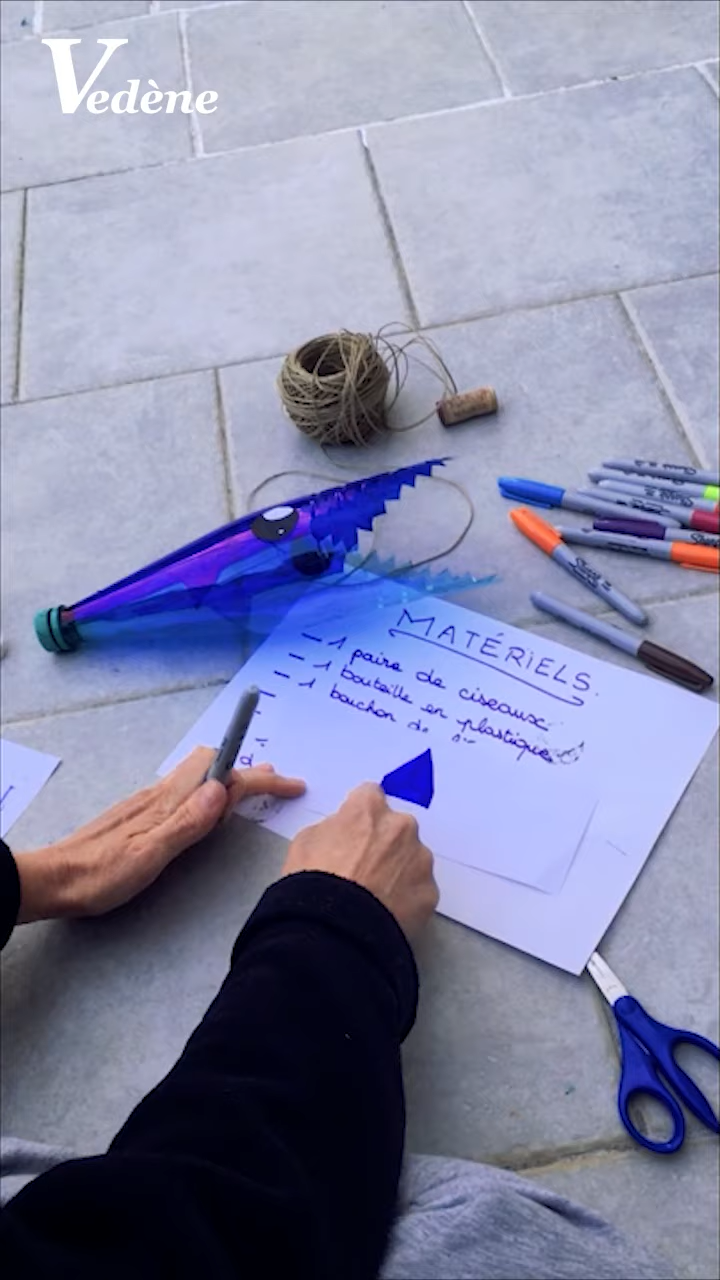 Vedène
MATÉRIELS.
- 1 paire de ciseaux
- 1 bouteille en plastique
- 1 bouchon de
-
-
Sharpie